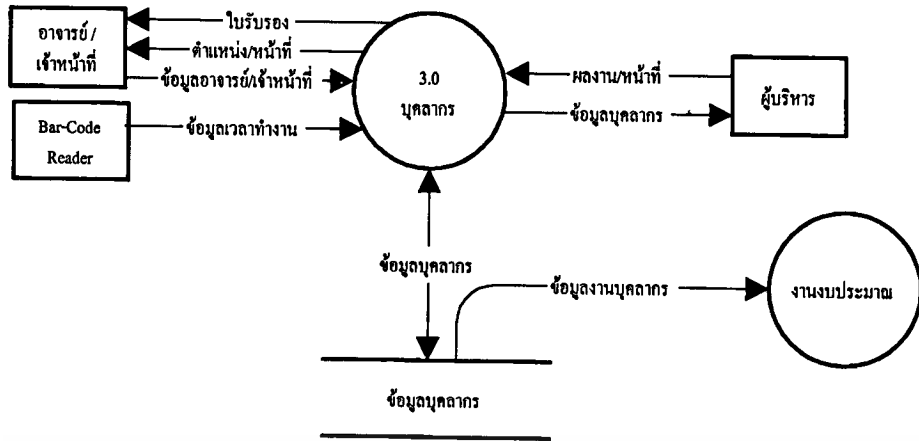 อาจารย์ /
เจ้าหน้าที่
ใบรับรอง
ตำแหน่ง/หน้าที่
ข้อมูลอาจารย์/เจ้าหน้าที่
Bar-Code
Reader
ข้อมูลเวลาทำงาน
3.0
บุคลากร
ผลงาน/หน้าที่
ข้อมูลบุคลากร
ผู้บริหาร
ข้อมูลบุคลากร
ข้อมูลงานบุคลากร
งานงบประมาณ
ข้อมูลบุคลากร